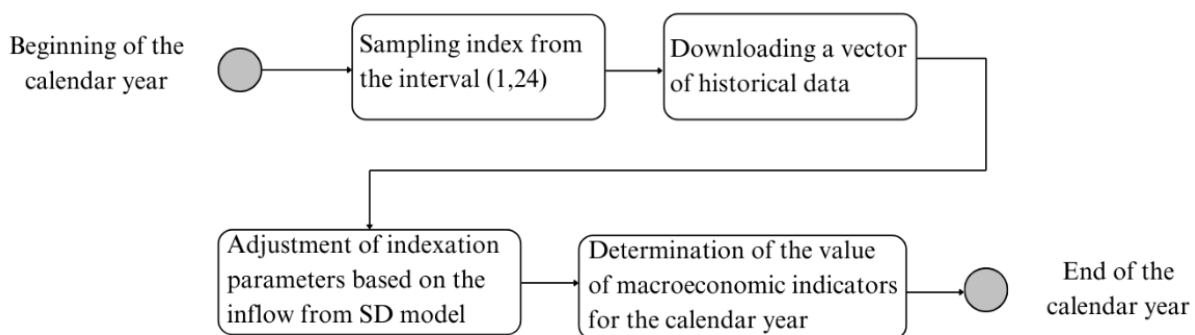 Beginning of the
calendar year
Sampling index from
the interval (1,24)
Downloading a vector
of historical data
Adjustment of indexation
parameters based on the
inflow from SD model
Determination of the value
of macroeconomic indicators
for the calendar year
End of the
calendar year